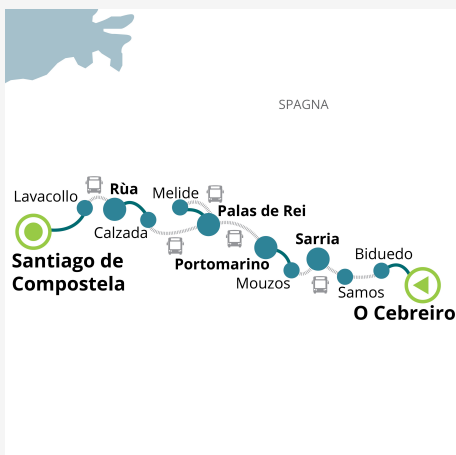 SPAGNA
Rùa
Melide
Lavacollo
Palas de Rei
Calzada
Sarria
Biduedo
Santiago de
Compostela
Portomarino
Mouzos
Samos
O Cebreiro